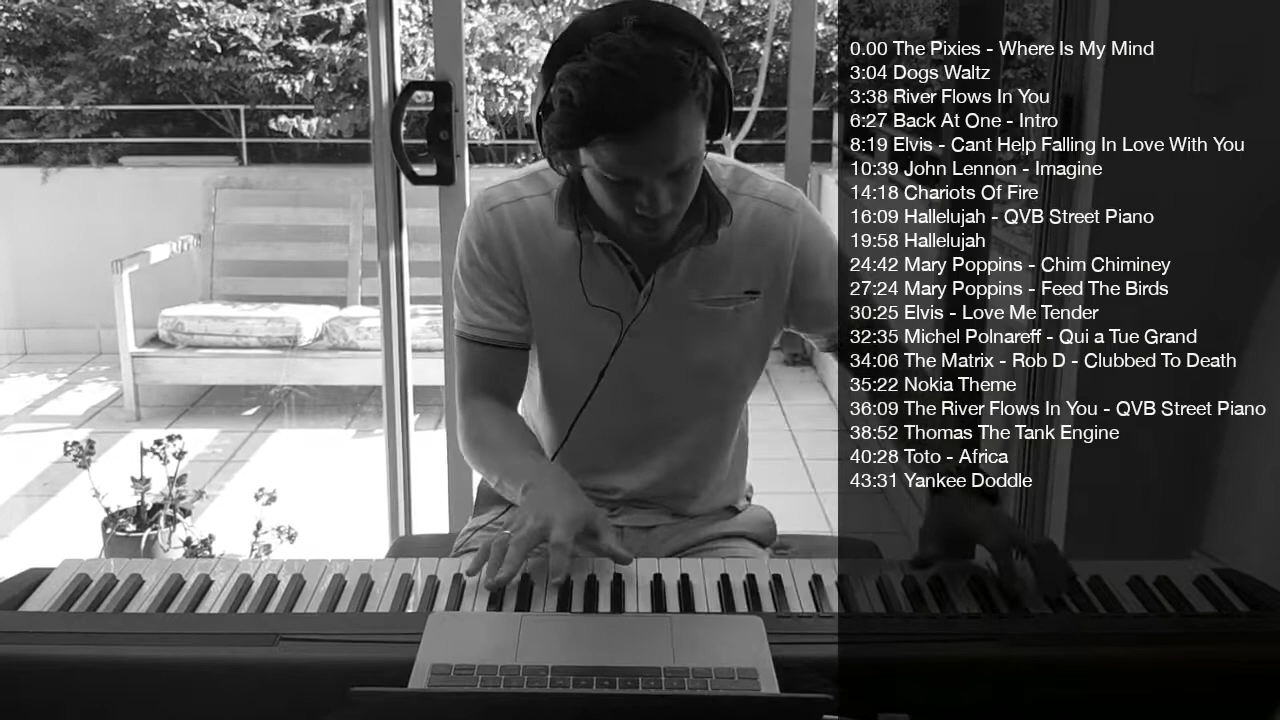 0.00 The Pixies - Where Is My Mind
3:04 Dogs Waltz
3:38 River Flows In You
6:27 Back At One - Intro
8:19 Elvis - Cant Help Falling In Love With You
10:39 John Lennon - Imagine
14:18 Chariots Of Fire
16:09 Hallelujah - QVB Street Piano
19:58 Hallelujah
24:42 Mary Poppins - Chim Chiminey
27:24 Mary Poppins - Feed The Birds
30:25 Elvis - Love Me Tender
32:35 Michel Polnareff - Qui a Tue Grand
34:06 The Matrix - Rob D - Clubbed To Death
35:22 Nokia Theme
36:09 The River Flows In You - QVB Street Piano
38:52 Thomas The Tank Engine
40:28 Toto - Africa
43:31 Yankee Doddle